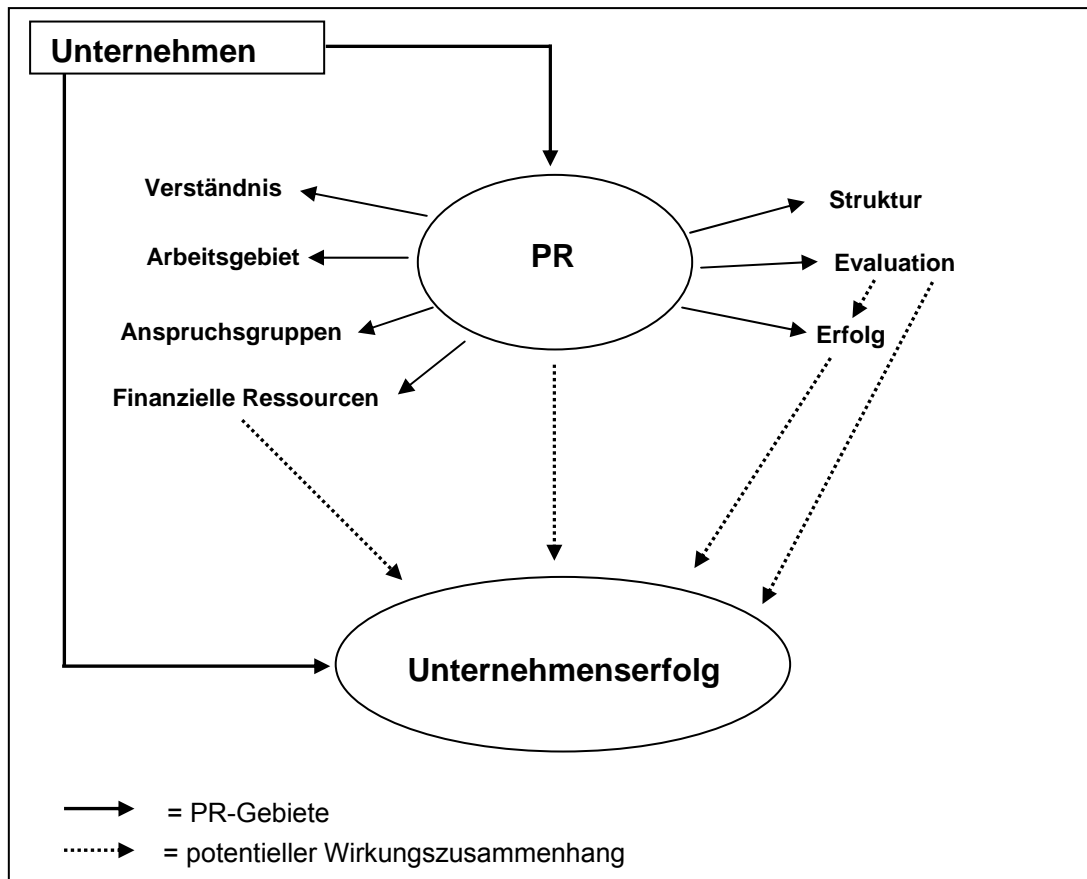 Unternehmen
Verständnis
Struktur
PR
Arbeitsgebiet
Evaluation
Anspruchsgruppen
Erfolg
Finanzielle Ressourcen
Unternehmenserfolg
= PR-Gebiete
= potentieller Wirkungszusammenhang